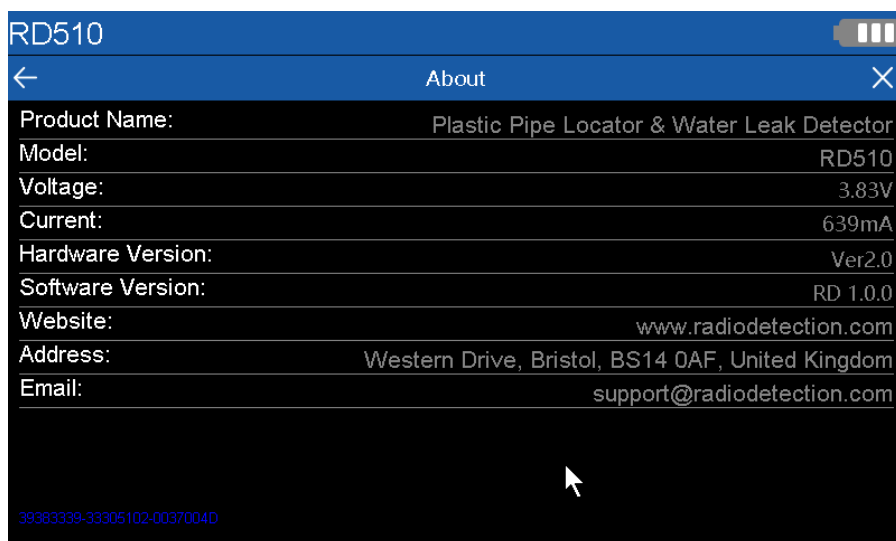 RD510
About
Product Name: Plastic Pipe Locator & Water Leak Detector
Model: RD510
Voltage: 3.83V
Current: 639mA
Hardware Version: Ver2.0
Software Version: RD 1.0.0
Website: www.radiodetection.com
Address: Western Drive, Bristol, BS14 0AF, United Kingdom
Email: support@radiodetection.com
39383339-33305102-0037004D